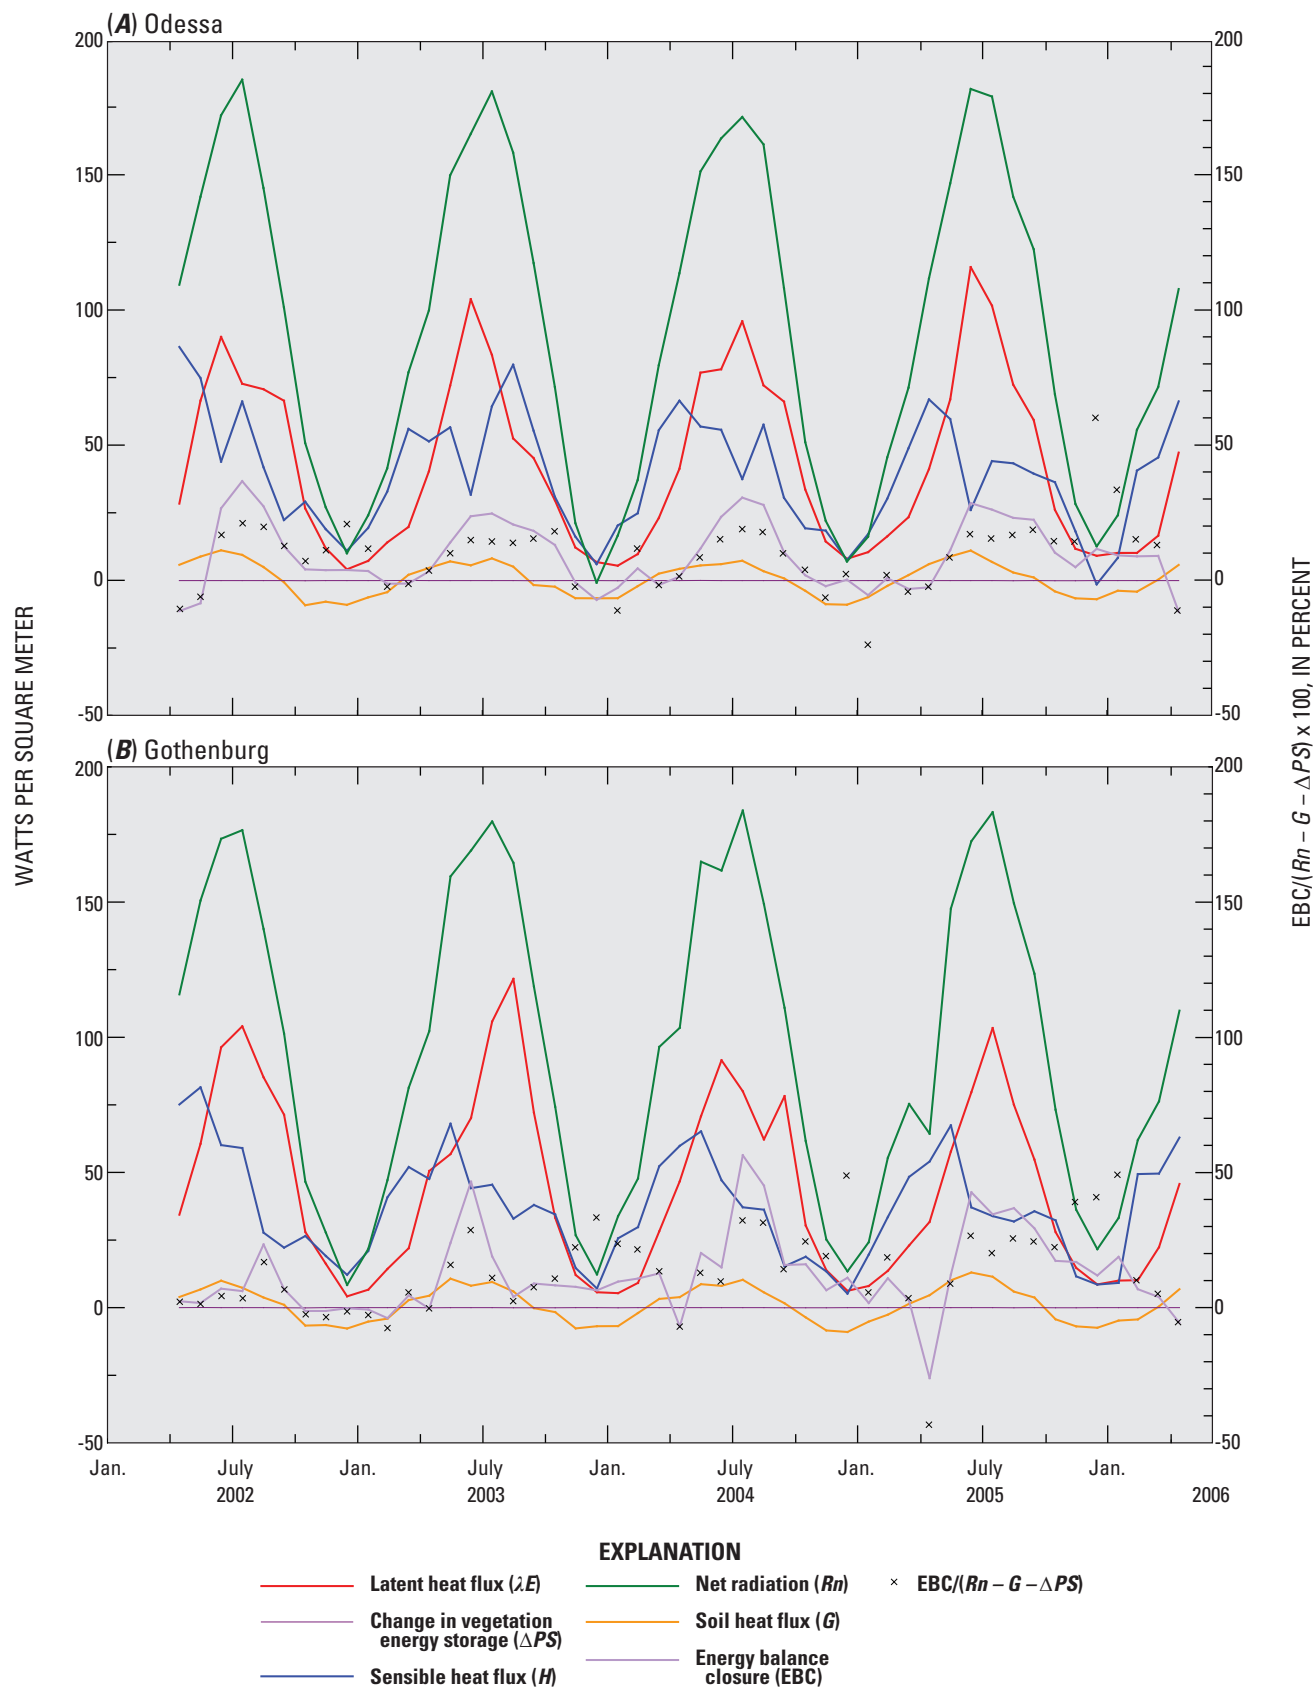 (A) Odessa
200
150
100
50
0
-50
200
150
100
50
0
-50
(B) Gothenburg
200
150
100
50
0
-50
200
150
100
50
0
-50
WATTS PER SQUARE METER
EBC/(Rn – G – ΔPS) x 100, IN PERCENT
Jan. July Jan. July Jan. July Jan. July Jan.
2002 2003 2004 2005 2006
EXPLANATION
Latent heat flux (λE)
Change in vegetation
energy storage (ΔPS)
Sensible heat flux (H)
Net radiation (Rn)
Soil heat flux (G)
Energy balance
closure (EBC)
× EBC/(Rn – G – ΔPS)